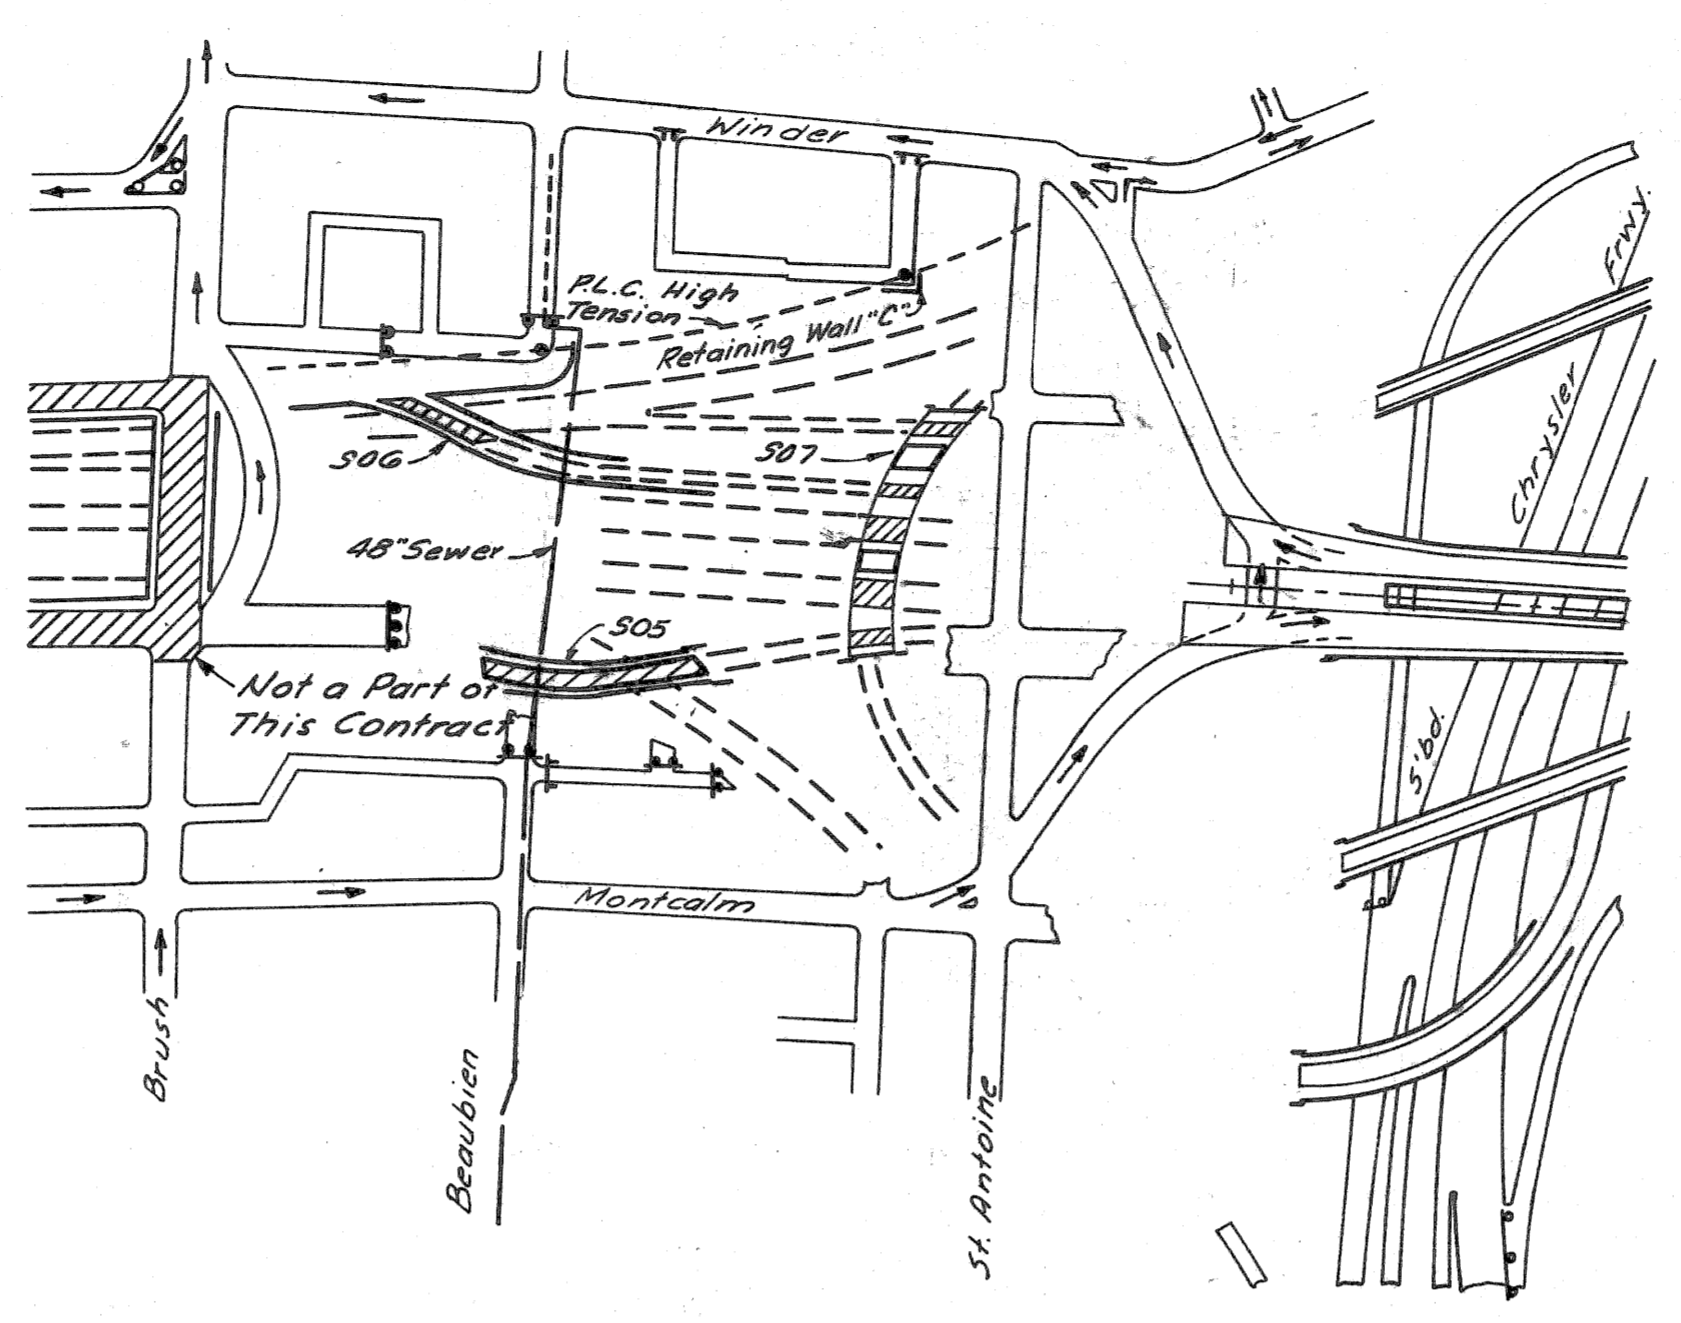 Winder
P.L.C. High
Tension
Retaining Wall "C"
Frwy.
Chrysler
S06
S07
48" Sewer
S05
Not a Part of
This Contract
S'bd.
Montcalm
Brush
Beaubien
St. Antoine